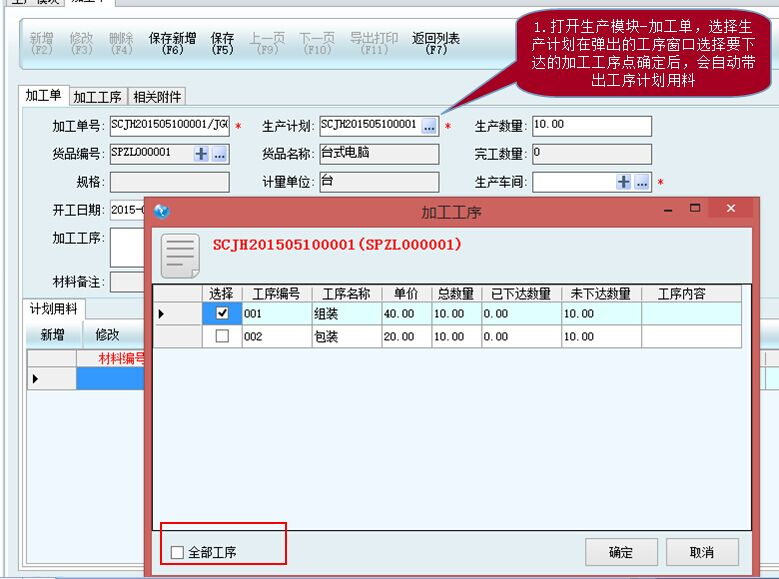 生产模块 加工单
新增 修改 删除 保存新增 保存 上一页 下一页 导出打印 返回列表
(F2) (F3) (F4) (F6) (F5) (F9) (F10) (F11) (F7)
1.打开生产模块-加工单，选择生
产计划在弹出的工序窗口选择要下
达的加工工序点确定后，会自动带
出工序计划用料
加工单 加工工序 相关附件
加工单号: SCJH201505100001/JG * 生产计划: SCJH201505100001 ... * 生产数量: 10.00
货品编号: SPZL000001 + ... 货品名称: 台式电脑 完工数量: 0
规格: 计量单位: 台 生产车间: + ... *
开工日期: 2015-
加工工序:
材料备注:
计划用料
新增 修改
材料编号
加工工序
SCJH201505100001(SPZL000001)
选择 工序编号 工序名称 单价 总数量 已下达数量 未下达数量 工序内容
001 组装 40.00 10.00 0.00 10.00
002 包装 20.00 10.00 0.00 10.00
全部工序 确定 取消